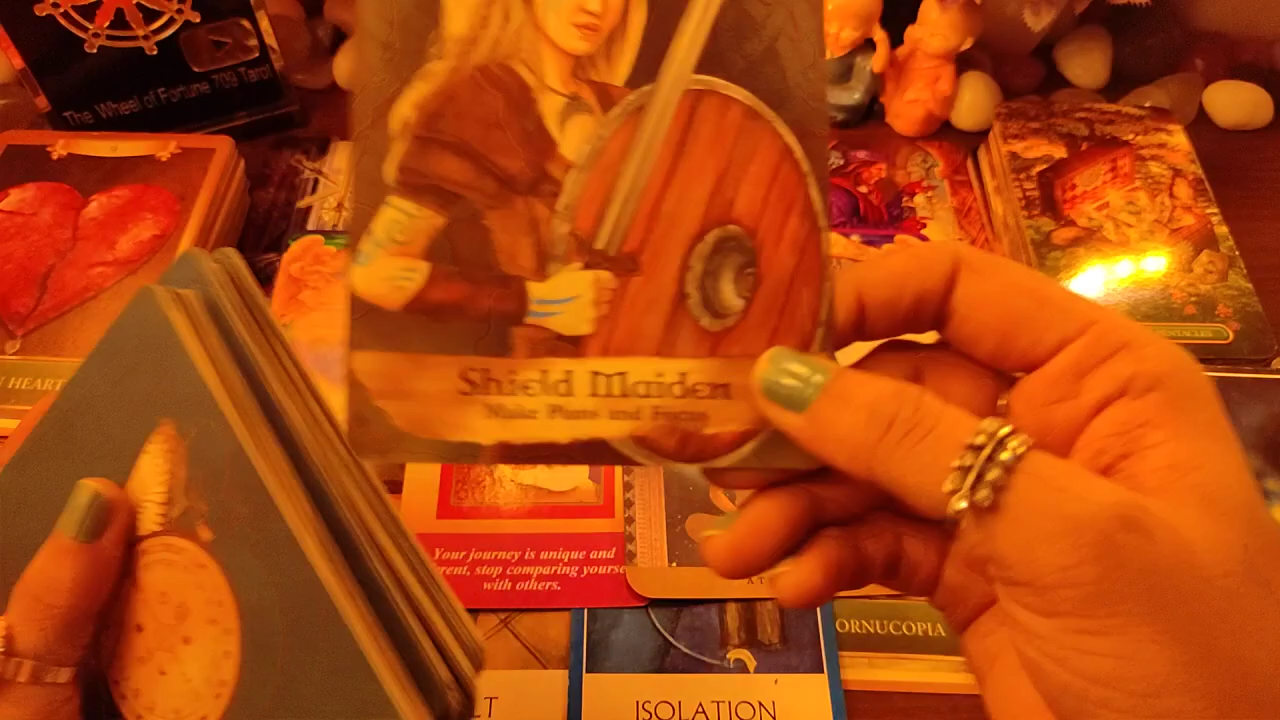 The Wheel of Fortune 709 Tarot
Shield Maiden
Make Plans and Focus
N HEART
Your journey is unique and
rent, stop comparing yourse
with others.
A T
ORNUCOPIA
LT
ISOLATION